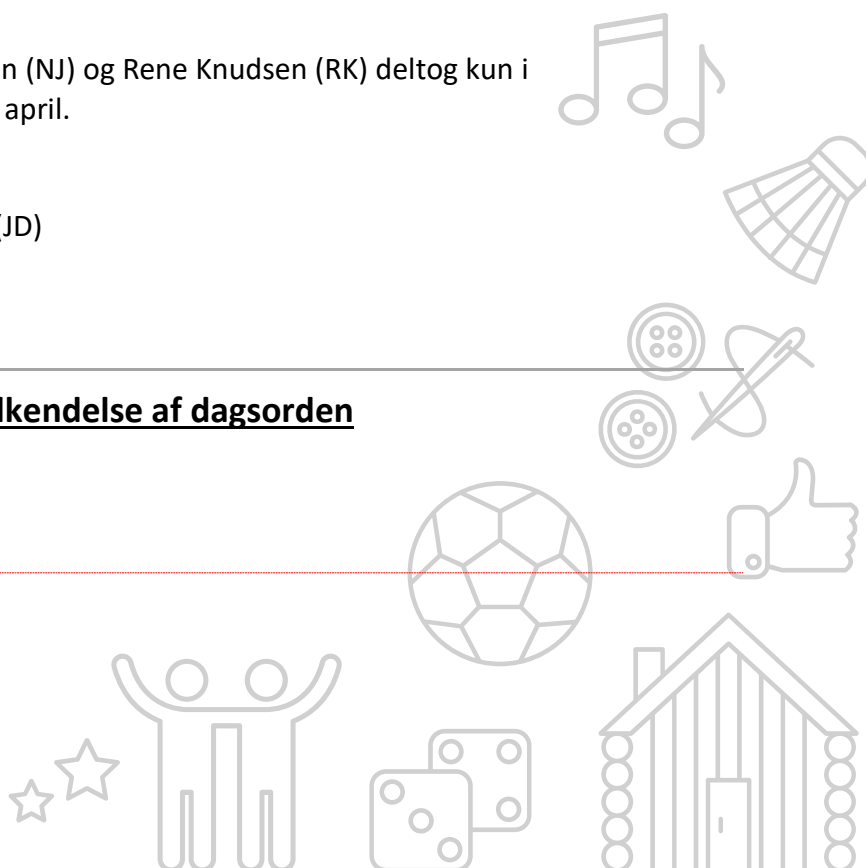 n (NJ) og Rene Knudsen (RK) deltog kun i
april.
(JD)
lkendelse af dagsorden